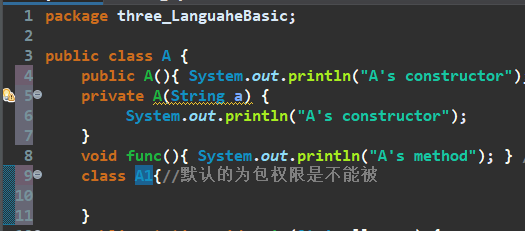 1 package three_LanguaheBasic;
2
3 public class A {
4 public A(){ System.out.println("A's constructor");
5 private A(String a) {
6 System.out.println("A's constructor");
7 }
8 void func(){ System.out.println("A's method"); } /
9 class A1{//默认的为包权限是不能被
10
11 }